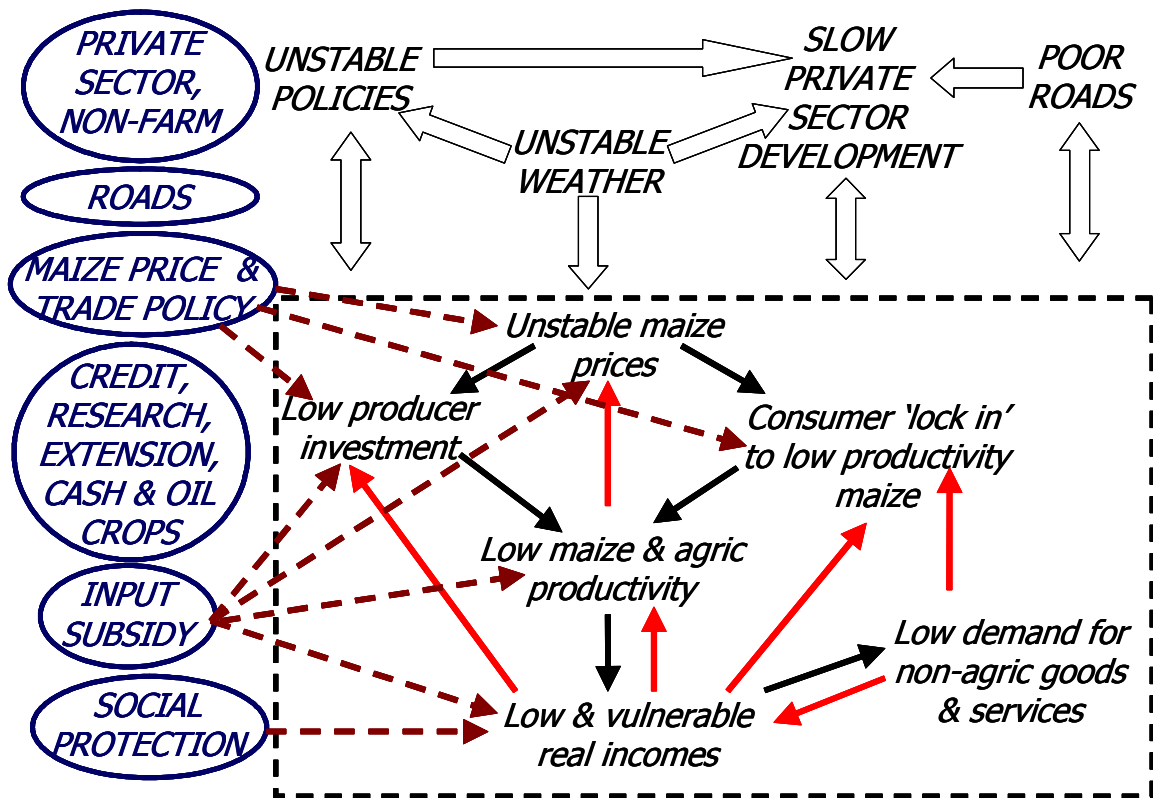 PRIVATE
SECTOR,
NON-FARM
ROADS
MAIZE PRICE &
TRADE POLICY
CREDIT,
RESEARCH,
EXTENSION,
CASH & OIL
CROPS
INPUT
SUBSIDY
SOCIAL
PROTECTION
UNSTABLE
POLICIES
UNSTABLE
WEATHER
SLOW
PRIVATE
SECTOR
DEVELOPMENT
POOR
ROADS
Unstable maize
prices
Low producer
investment
Consumer ‘lock in’
to low productivity
maize
Low maize & agric
productivity
Low demand for
non-agric goods
& services
Low & vulnerable
real incomes